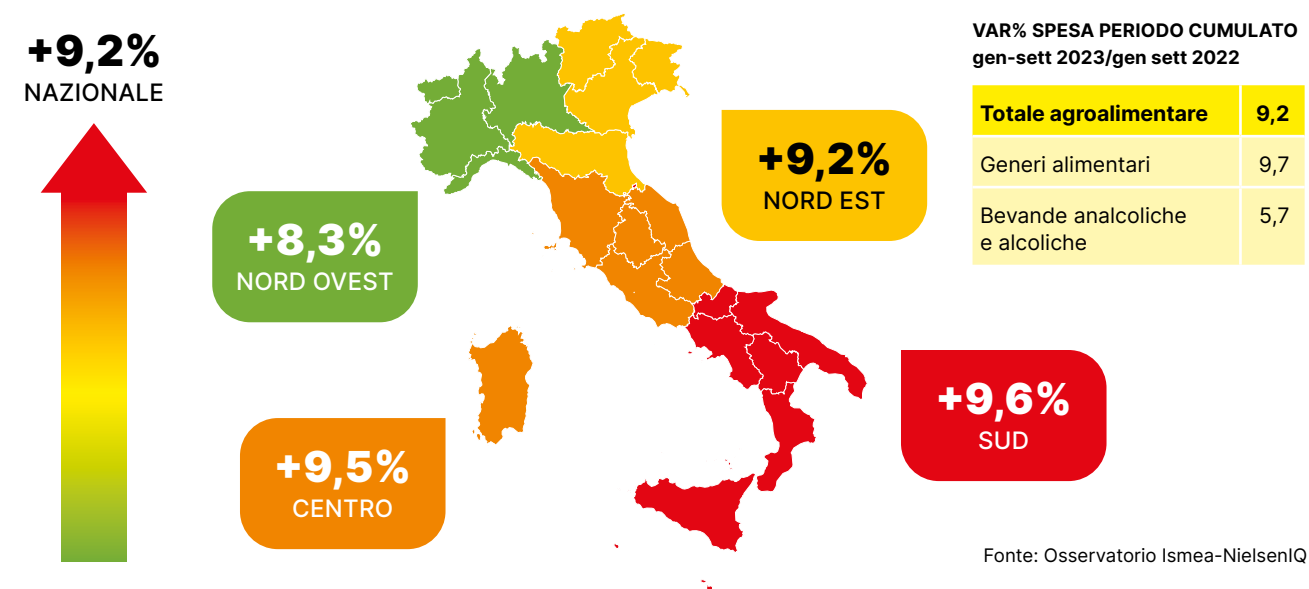 +9,2%
NAZIONALE
VAR% SPESA PERIODO CUMULATO
gen-sett 2023/gen sett 2022
Totale agroalimentare 9,2
Generi alimentari 9,7
Bevande analcoliche 5,7
e alcoliche
+9,2%
NORD EST
+8,3%
NORD OVEST
+9,6%
SUD
+9,5%
CENTRO
Fonte: Osservatorio Ismea-NielsenIQ